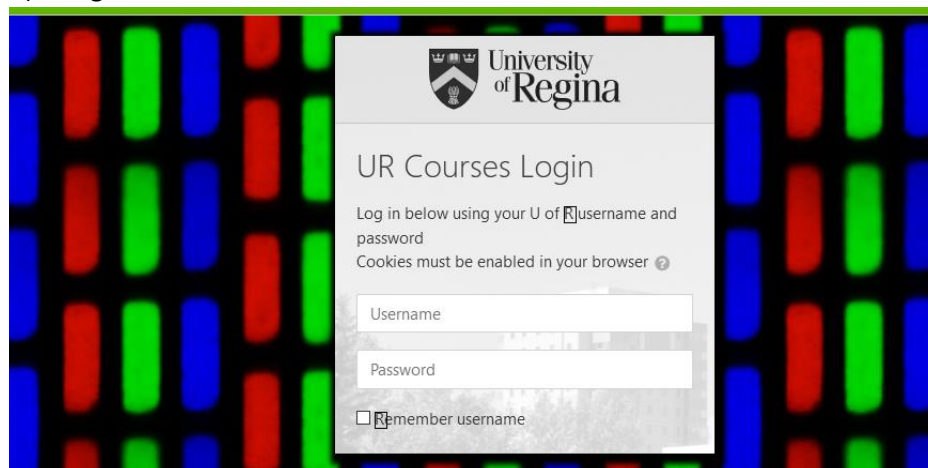 University
of Regina
UR Courses Login
Log in below using your U of R username and
password
Cookies must be enabled in your browser
Username
Password
Remember username